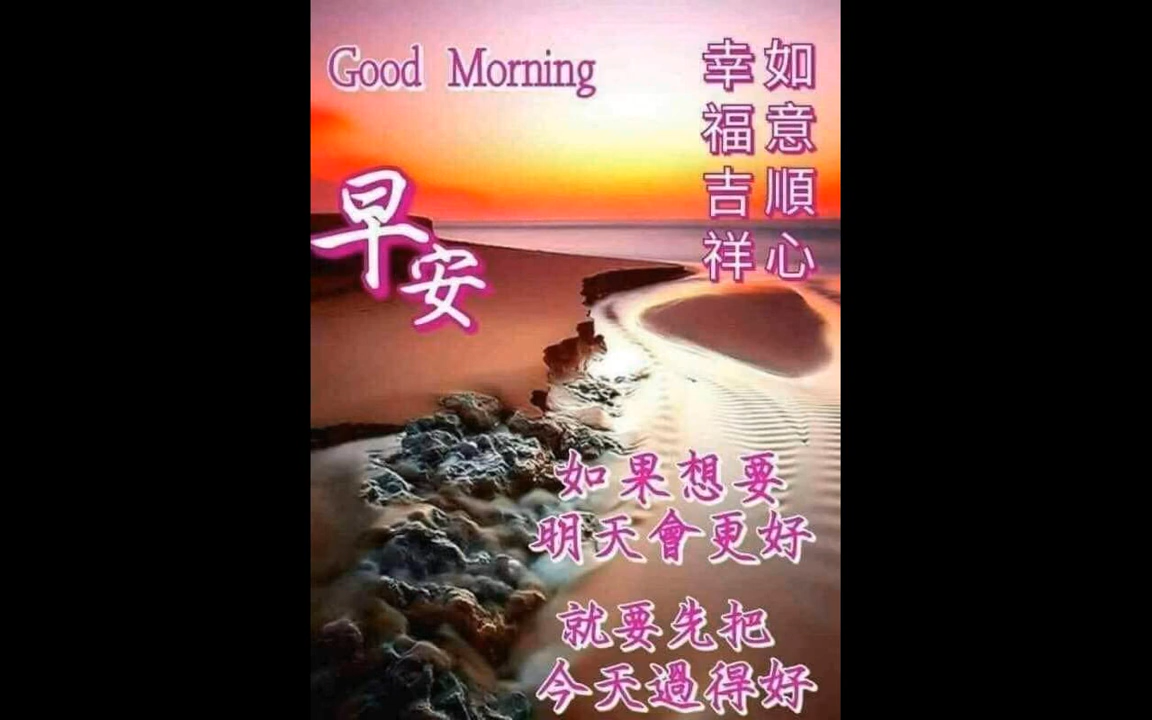 Good Morning
如意順心
幸福吉祥
早安
如果想要
明天會更好
就要先把
今天過得好